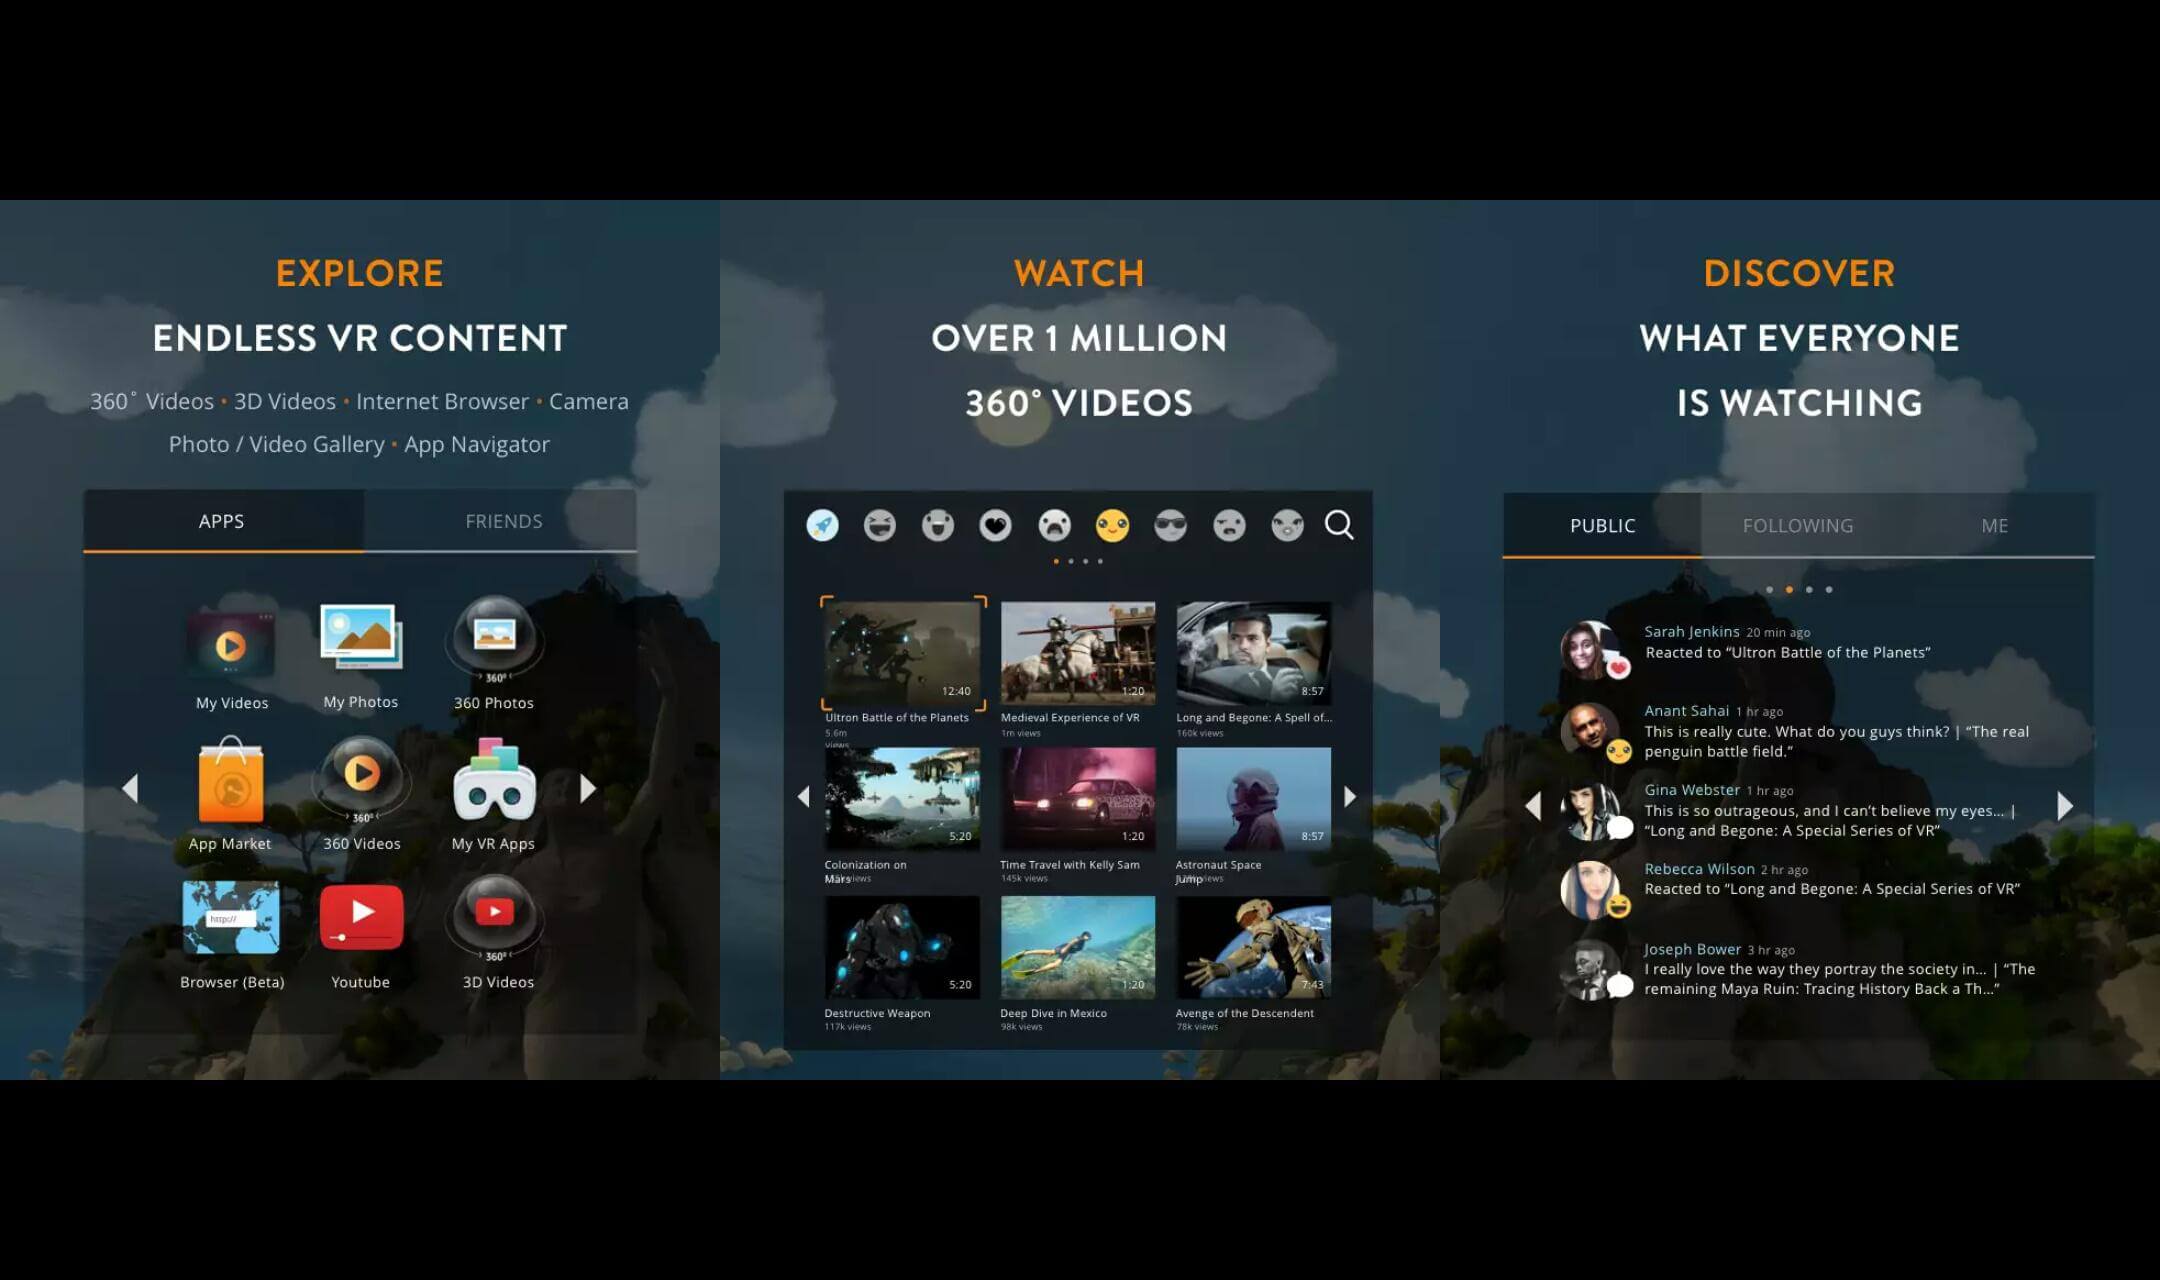 EXPLORE
ENDLESS VR CONTENT
360° Videos • 3D Videos • Internet Browser • Camera
Photo / Video Gallery • App Navigator
APPS
FRIENDS
My Videos
My Photos
360°
360 Photos
App Market
360°
360 Videos
My VR Apps
http://
Browser (Beta)
Youtube
360°
3D Videos
WATCH
OVER 1 MILLION
360° VIDEOS
12:40
1:20
8:57
Ultron Battle of the Planets
5.6m
views
Medieval Experience of VR
1m views
Long and Begone: A Spell of...
160k views
5:20
1:20
8:57
Colonization on
Mars
views
Time Travel with Kelly Sam
145k views
Astronaut Space
Jump
views
5:20
1:20
7:43
Destructive Weapon
117k views
Deep Dive in Mexico
98k views
Avenge of the Descendent
78k views
DISCOVER
WHAT EVERYONE
IS WATCHING
PUBLIC
FOLLOWING
ME
Sarah Jenkins 20 min ago
Reacted to “Ultron Battle of the Planets”
Anant Sahai 1 hr ago
This is really cute. What do you guys think? | “The real
penguin battle field.”
Gina Webster 1 hr ago
This is so outrageous, and I can’t believe my eyes... |
“Long and Begone: A Special Series of VR”
Rebecca Wilson 2 hr ago
Reacted to “Long and Begone: A Special Series of VR”
Joseph Bower 3 hr ago
I really love the way they portray the society in... | “The
remaining Maya Ruin: Tracing History Back a Th...”